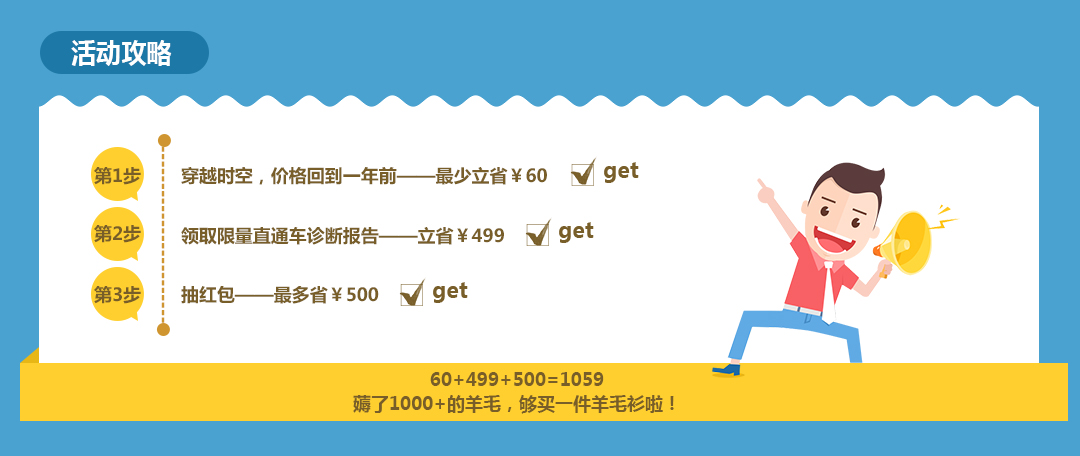 活动攻略
第1步
穿越时空，价格回到一年前——最少立省￥60
get
第2步
领取限量直通车诊断报告——立省￥499
get
第3步
抽红包——最多省￥500
get
60+499+500=1059
薅了1000+的羊毛，够买一件羊毛衫啦！